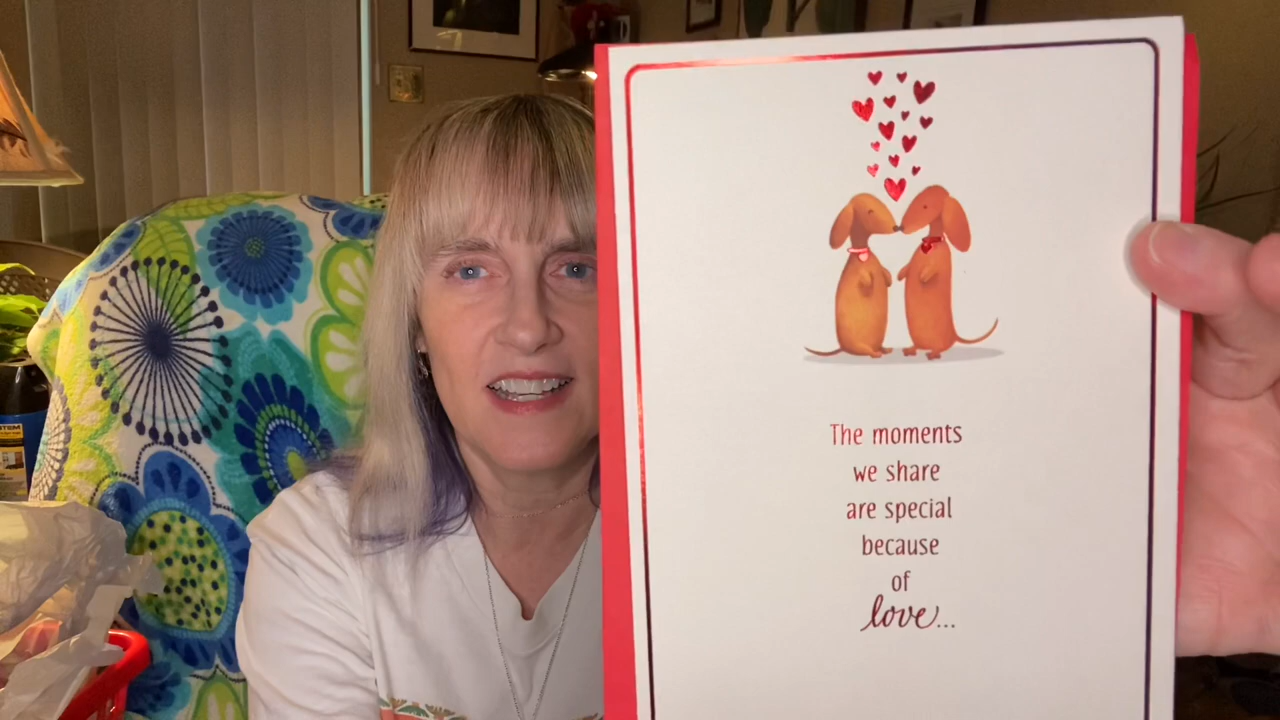 The moments
we share
are special
because
of
love...